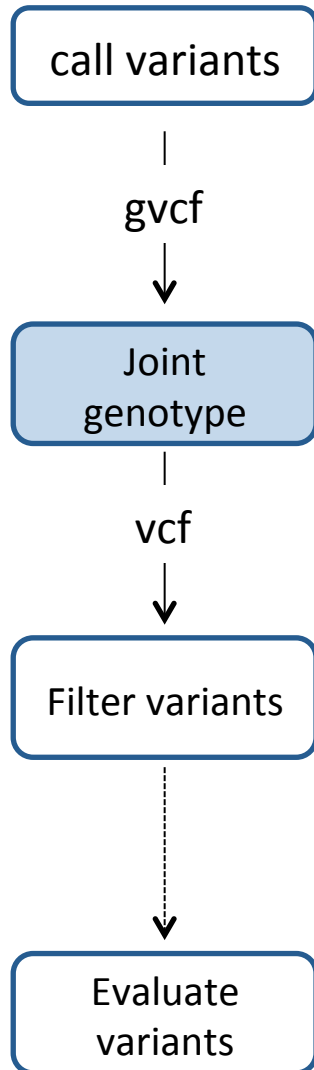 call variants
gvcf
Joint
genotype
vcf
Filter variants
Evaluate
variants